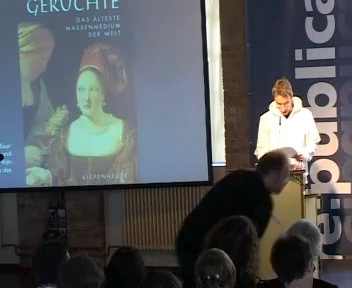 GERÜCHTE
DAS ÄLTESTE
MASSENMEDIUM
DER WELT
KIEPENHEUER
re:publica